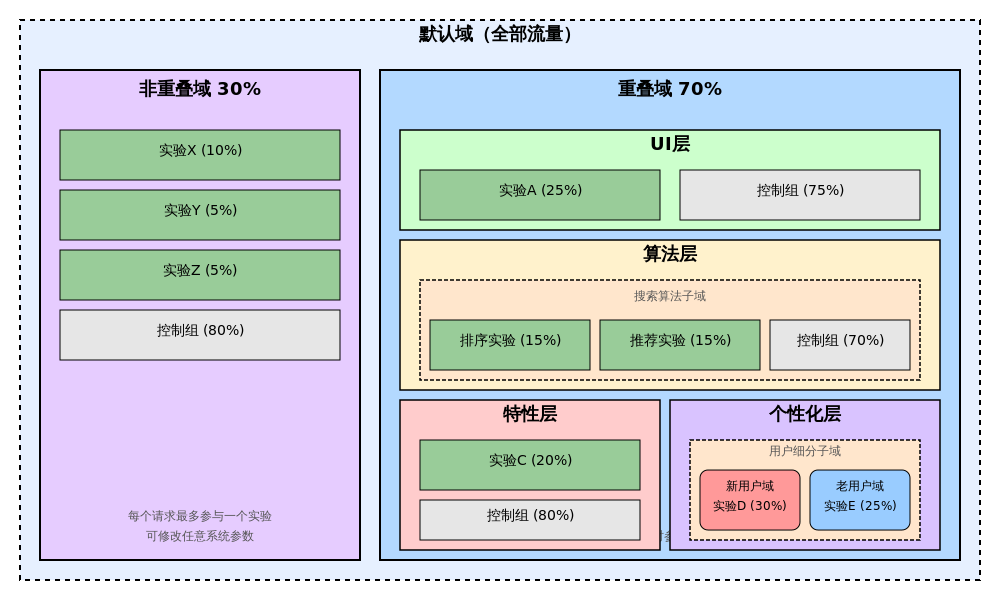 默认域（全部流量）
非重叠域 30%
实验X (10%)
实验Y (5%)
实验Z (5%)
控制组 (80%)
每个请求最多参与一个实验
可修改任意系统参数
重叠域 70%
UI层
实验A (25%)
控制组 (75%)
算法层
搜索算法子域
排序实验 (15%)
推荐实验 (15%)
控制组 (70%)
特性层
实验C (20%)
控制组 (80%)
个性化层
用户细分子域
新用户域
实验D (30%)
老用户域
实验E (25%)